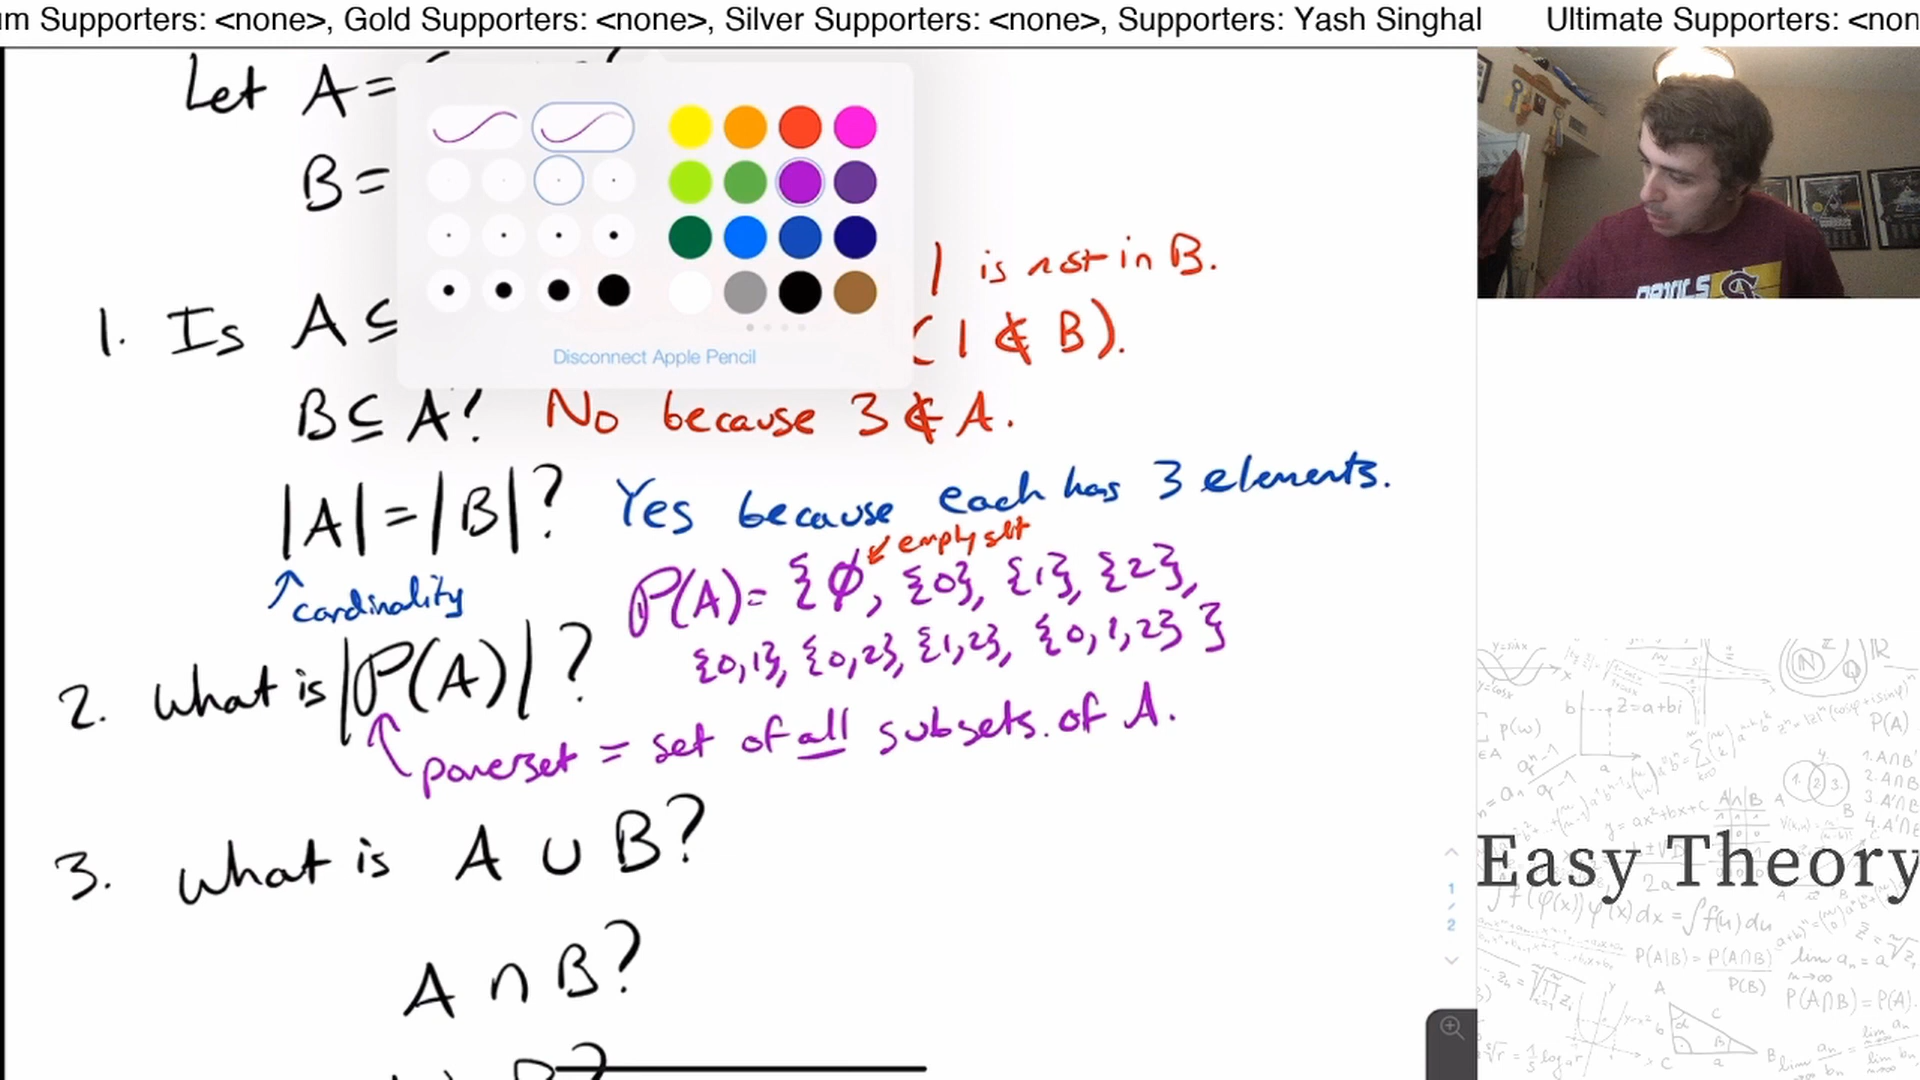 m Supporters: <none>, Gold Supporters: <none>, Silver Supporters: <none>, Supporters: Yash Singhal Ultimate Supporters: <non
Let A=
B=
1 is not in B.
1. Is A ⊆
(1 ∉ B).
Disconnect Apple Pencil
B ⊆ A? No because 3 ∉ A.
|A|=|B|? Yes because each has 3 elements.
cardinality
empty set
P(A)= {∅, {0}, {1}, {2},
{0,1}, {0,2}, {1,2}, {0,1,2} }
2. What is |P(A)|?
powerset = set of all subsets of A.
3. What is A ∪ B?
A ∩ B?
1
/
2
Easy Theory